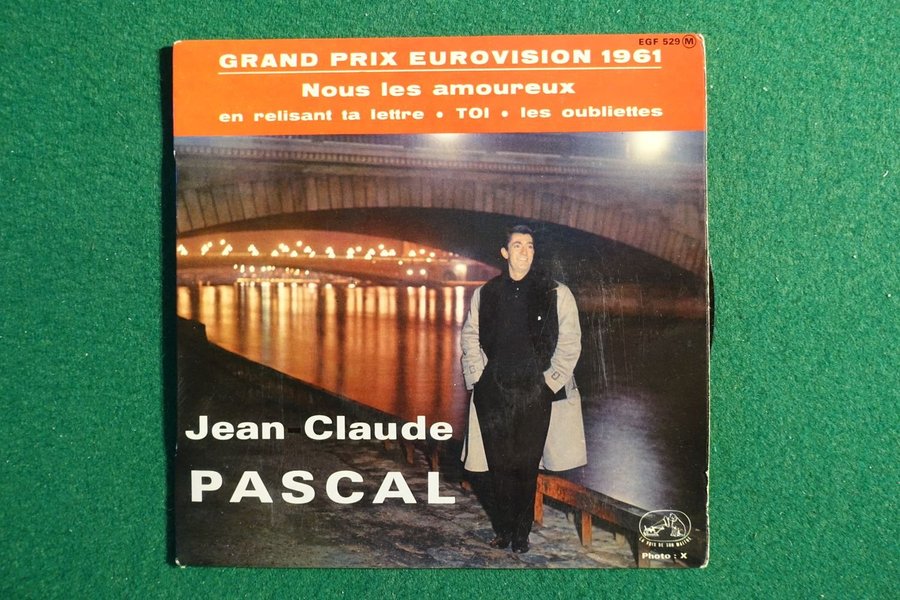 EGF 529 M
GRAND PRIX EUROVISION 1961
Nous les amoureux
en relisant ta lettre • TOI • les oubliettes
Jean-Claude
PASCAL
LA VOIX DE SON MAITRE
Photo : X